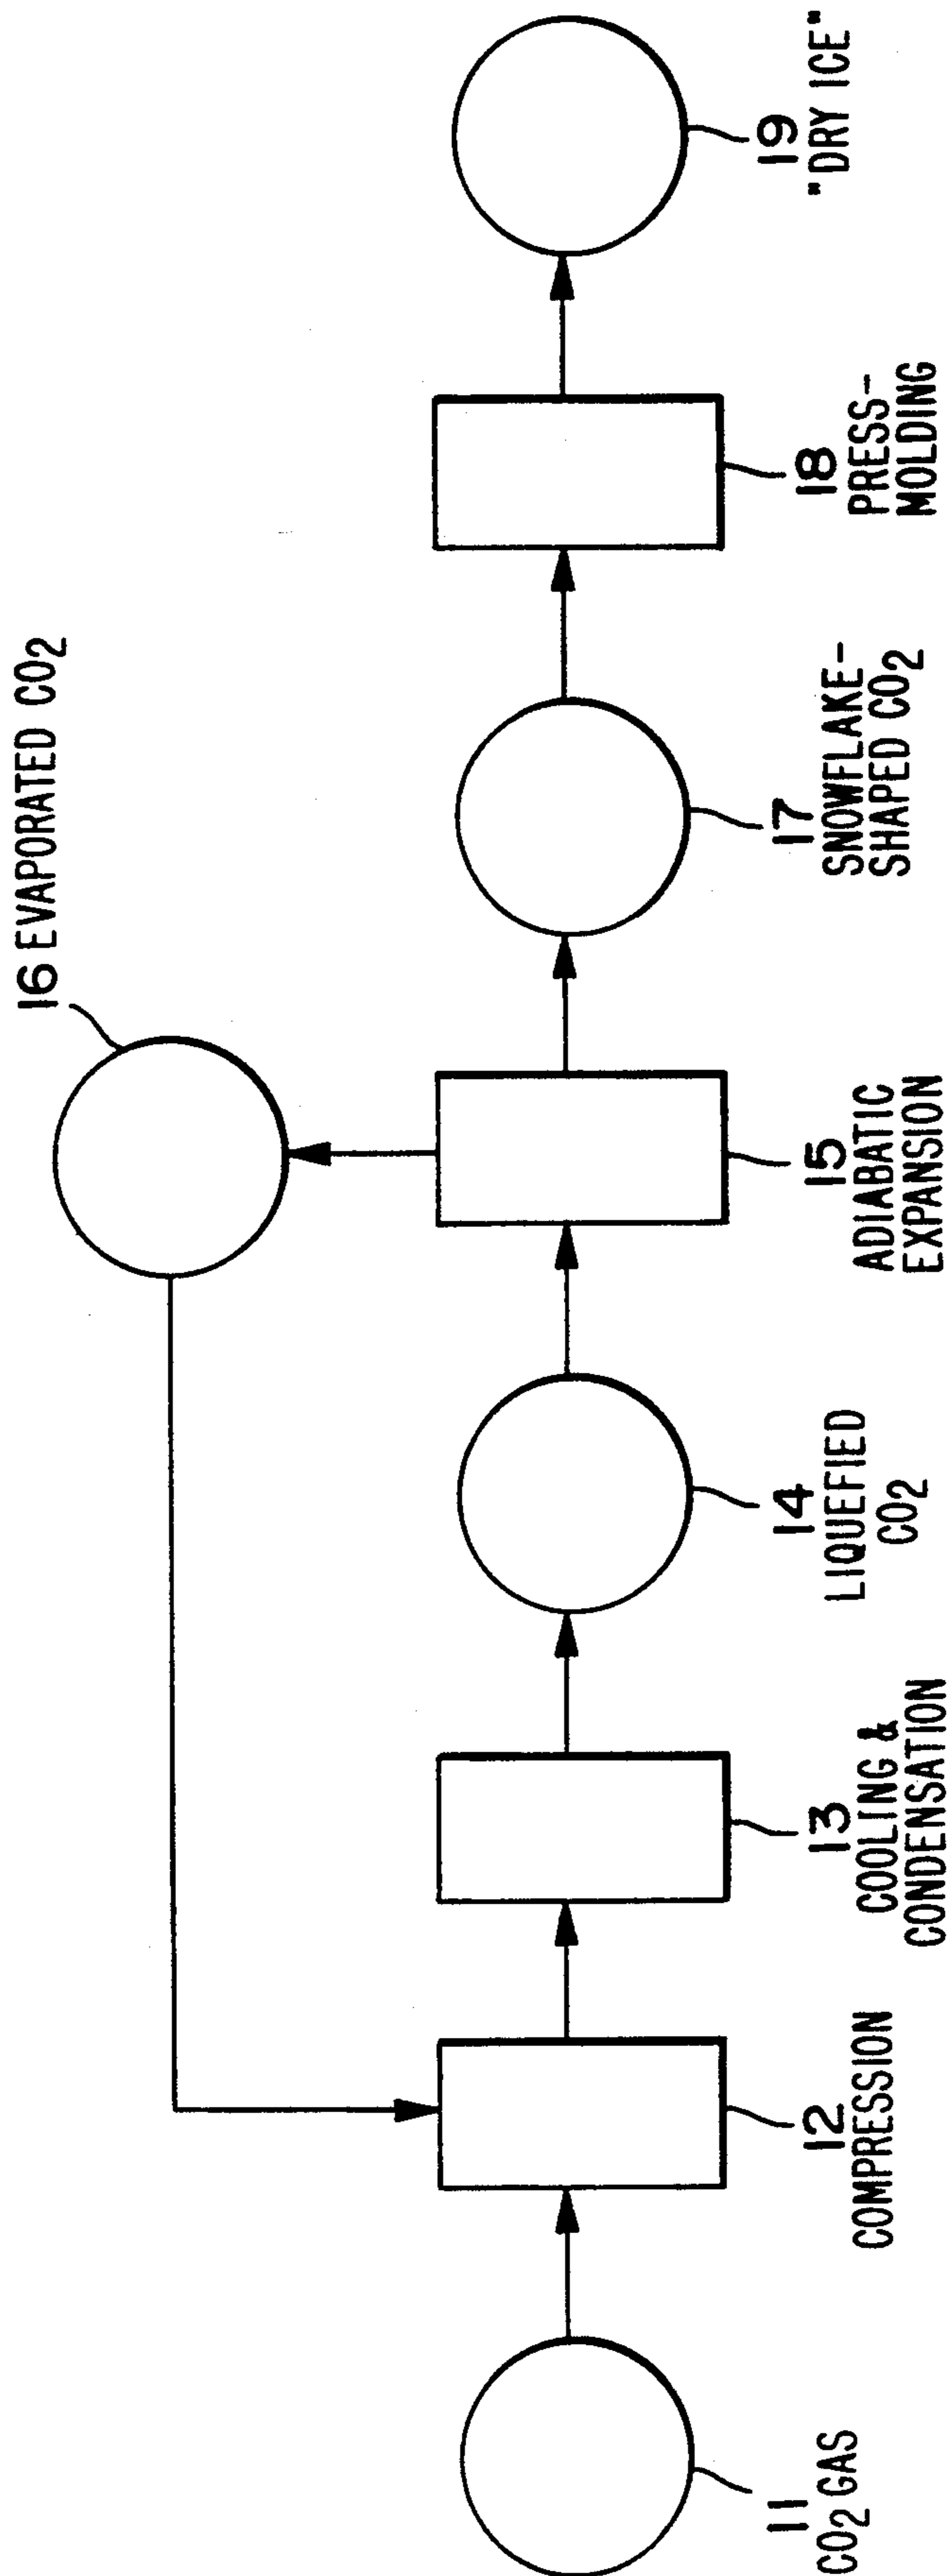 16 EVAPORATED CO2
11
CO2 GAS
12
COMPRESSION
13
COOLING &
CONDENSATION
14
LIQUEFIED
CO2
15
ADIABATIC
EXPANSION
17
SNOWFLAKE-
SHAPED CO2
18
PRESS-
MOLDING
19
"DRY ICE"